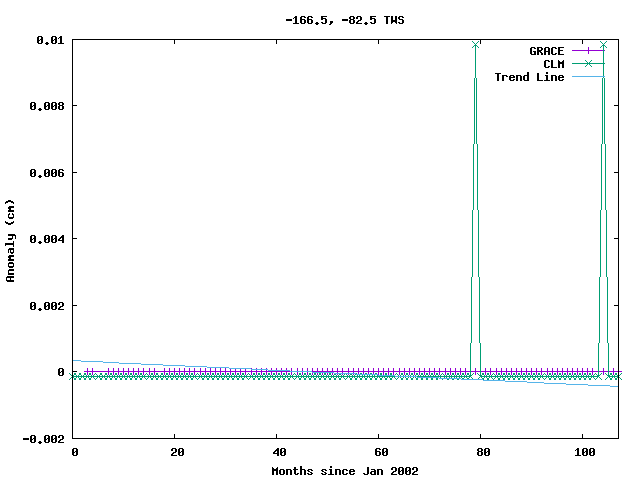 -166.5, -82.5 TWS
0.01
0.008
0.006
0.004
0.002
0
-0.002
Anomaly (cm)
GRACE
CLM
Trend Line
0 20 40 60 80 100
Months since Jan 2002